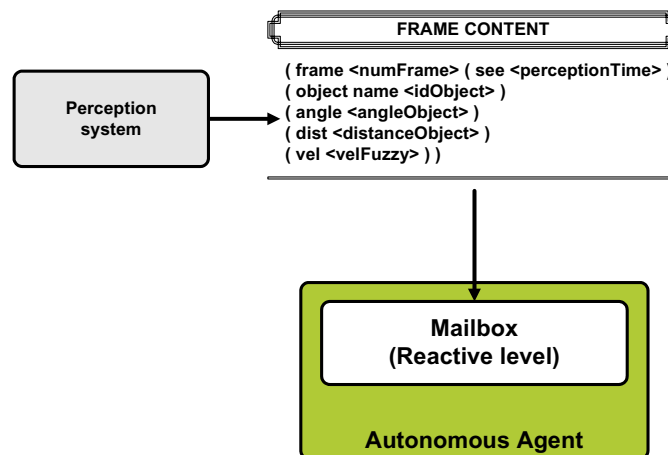 FRAME CONTENT
( frame <numFrame> ( see <perceptionTime> )
( object name <idObject> )
( angle <angleObject> )
( dist <distanceObject> )
( vel <velFuzzy> ) )
Perception
system
Mailbox
(Reactive level)
Autonomous Agent